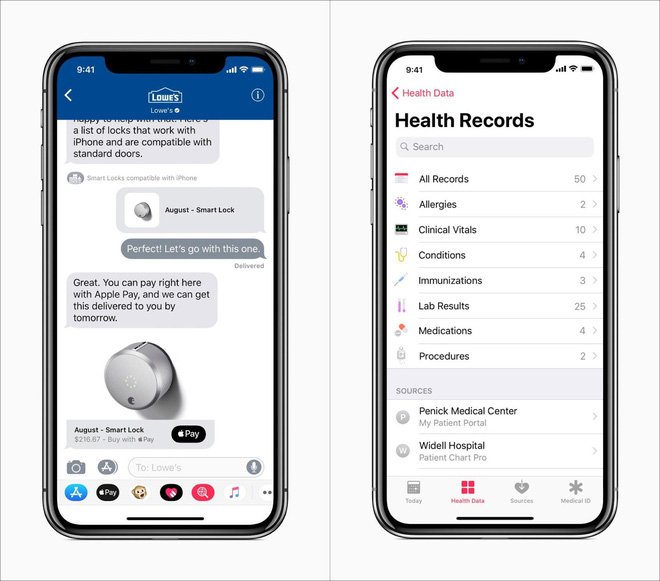 9:41
LOWE'S
Lowe's
happy to help with that. Here's
a list of locks that work with
iPhone and are compatible with
standard doors.
Smart Locks compatible with iPhone
August - Smart Lock
Perfect! Let's go with this one.
Delivered
Great. You can pay right here
with Apple Pay, and we can get
this delivered to you by
tomorrow.
August - Smart Lock
$216.67 - Buy with Pay
Pay
To: Lowe's
Pay
9:41
Health Data
Health Records
Search
All Records 50
Allergies 2
Clinical Vitals 10
Conditions 4
Immunizations 3
Lab Results 25
Medications 4
Procedures 2
SOURCES
P Penick Medical Center
My Patient Portal
W Widell Hospital
Patient Chart Pro
Today Health Data Sources Medical ID